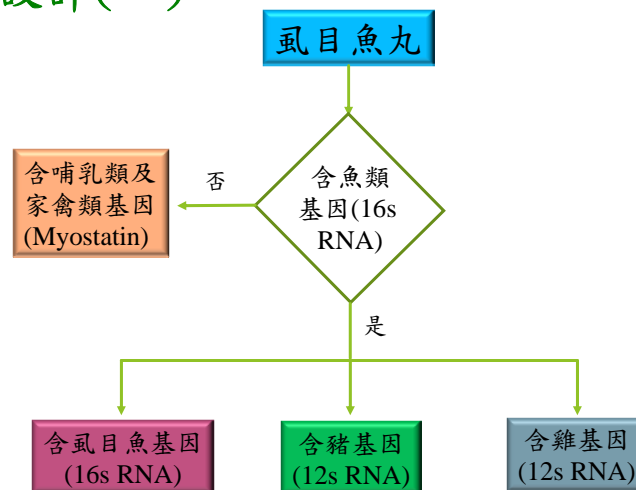 設計
虱目魚丸
含魚類
基因(16s
RNA)
否
含哺乳類及
家禽類基因
(Myostatin)
是
含虱目魚基因
(16s RNA)
含豬基因
(12s RNA)
含雞基因
(12s RNA)